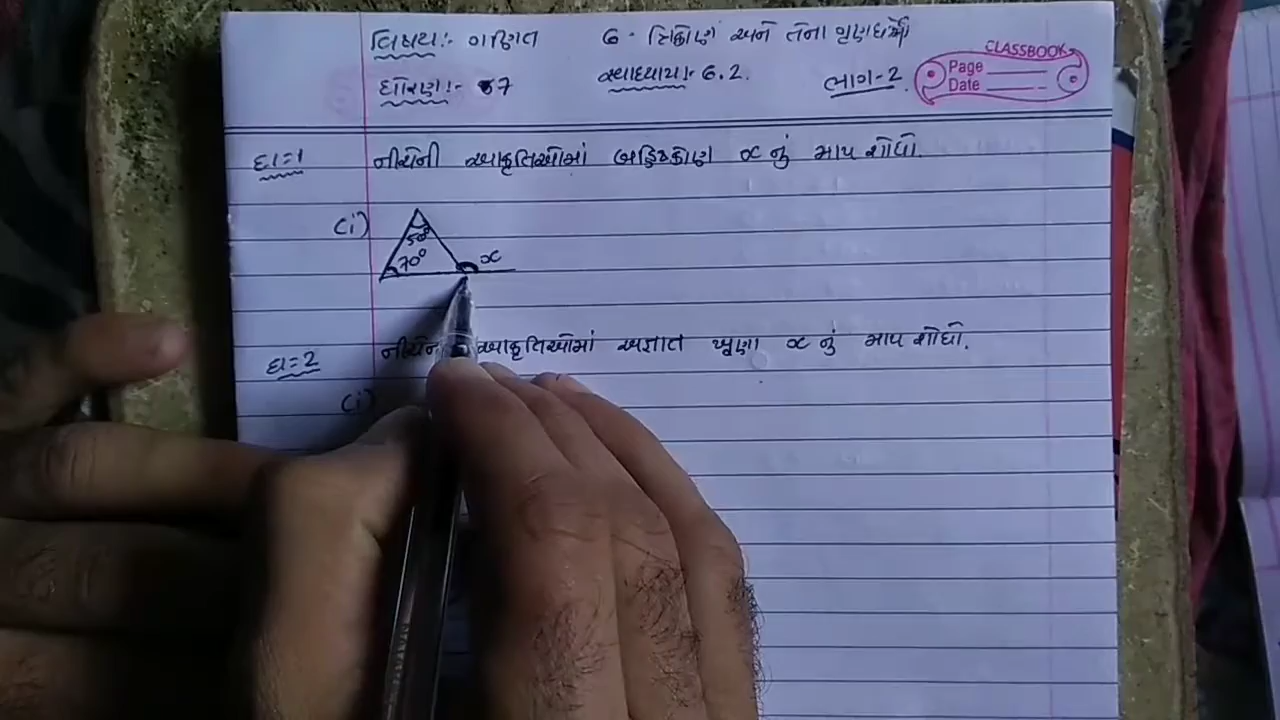 વિષય:- ગણિત 6. ત્રિકોણ અને તેના ગુણધર્મો
CLASSBOOK
ધોરણ:- 7 સ્વાધ્યાય:- 6.2 ભાગ-2
Page
Date
દા=1 નીચેની આકૃતિઓમાં બહિષ્કોણ x નું માપ શોધો.
(i)
50°
70° x
દા=2 આકૃતિઓમાં અજ્ઞાત ખૂણા x નું માપ શોધો.
(i)